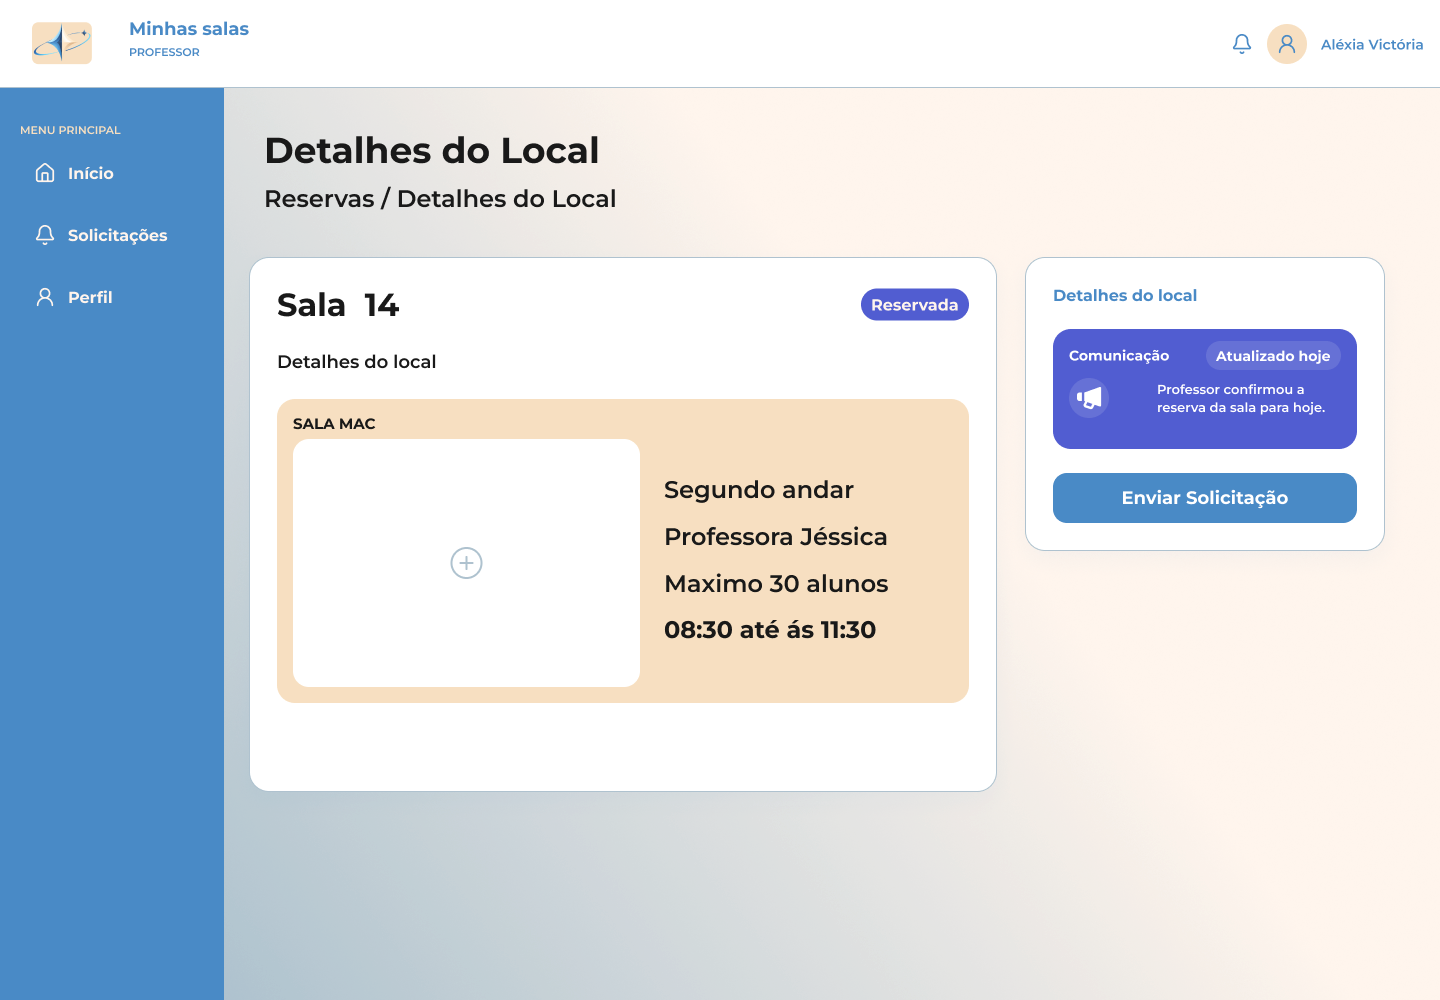 Minhas salas
PROFESSOR
Aléxia Victória
MENU PRINCIPAL
Início
Solicitações
Perfil
Detalhes do Local
Reservas / Detalhes do Local
Sala 14
Reservada
Detalhes do local
SALA MAC
Segundo andar
Professora Jéssica
Maximo 30 alunos
08:30 até ás 11:30
Detalhes do local
Comunicação
Atualizado hoje
Professor confirmou a
reserva da sala para hoje.
Enviar Solicitação